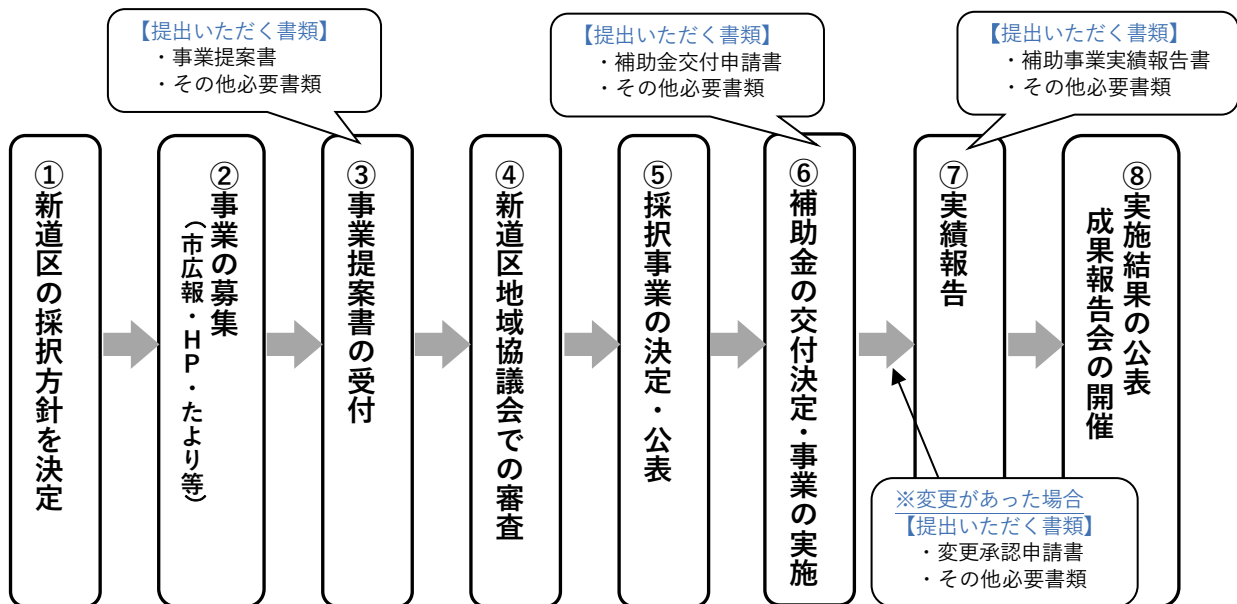 【提出いただく書類】
・事業提案書
・その他必要書類
【提出いただく書類】
・補助金交付申請書
・その他必要書類
【提出いただく書類】
・補助事業実績報告書
・その他必要書類
①新道区の採択方針を決定
②事業の募集
（市広報・HP・たより等）
③事業提案書の受付
④新道区地域協議会での審査
⑤採択事業の決定・公表
⑥補助金の交付決定・事業の実施
⑦実績報告
⑧実施結果の公表
成果報告会の開催
※変更があった場合
【提出いただく書類】
・変更承認申請書
・その他必要書類